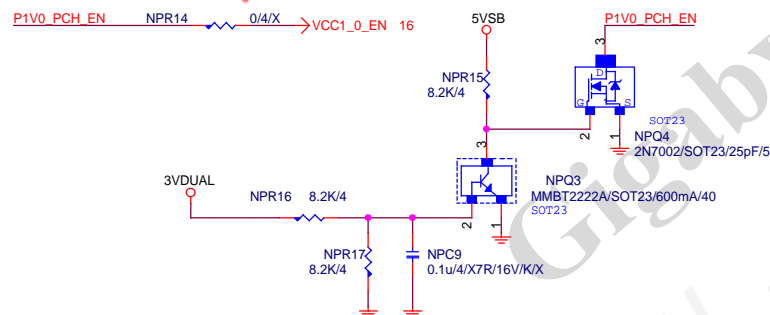 P1V0_PCH_EN NPR14 0/4/X VCC1_0_EN 16
5VSB
P1V0_PCH_EN
NPR15
8.2K/4
3
D
G
S
SOT23
2
1
NPQ4
2N7002/SOT23/25pF/5
3
3VDUAL
NPR16 8.2K/4
NPQ3
MMBT2222A/SOT23/600mA/40
SOT23
2
1
NPR17
8.2K/4
NPC9
0.1u/4/X7R/16V/K/X
Gigaby